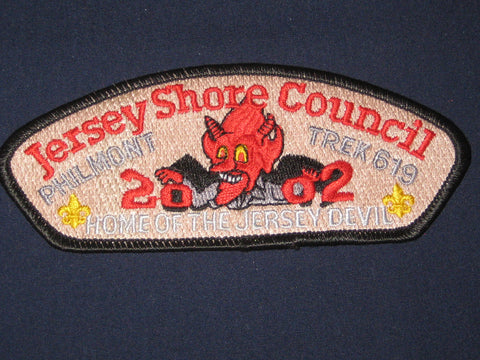 Jersey Shore Council
PHILMONT TREK 619
2002
HOME OF THE JERSEY DEVIL